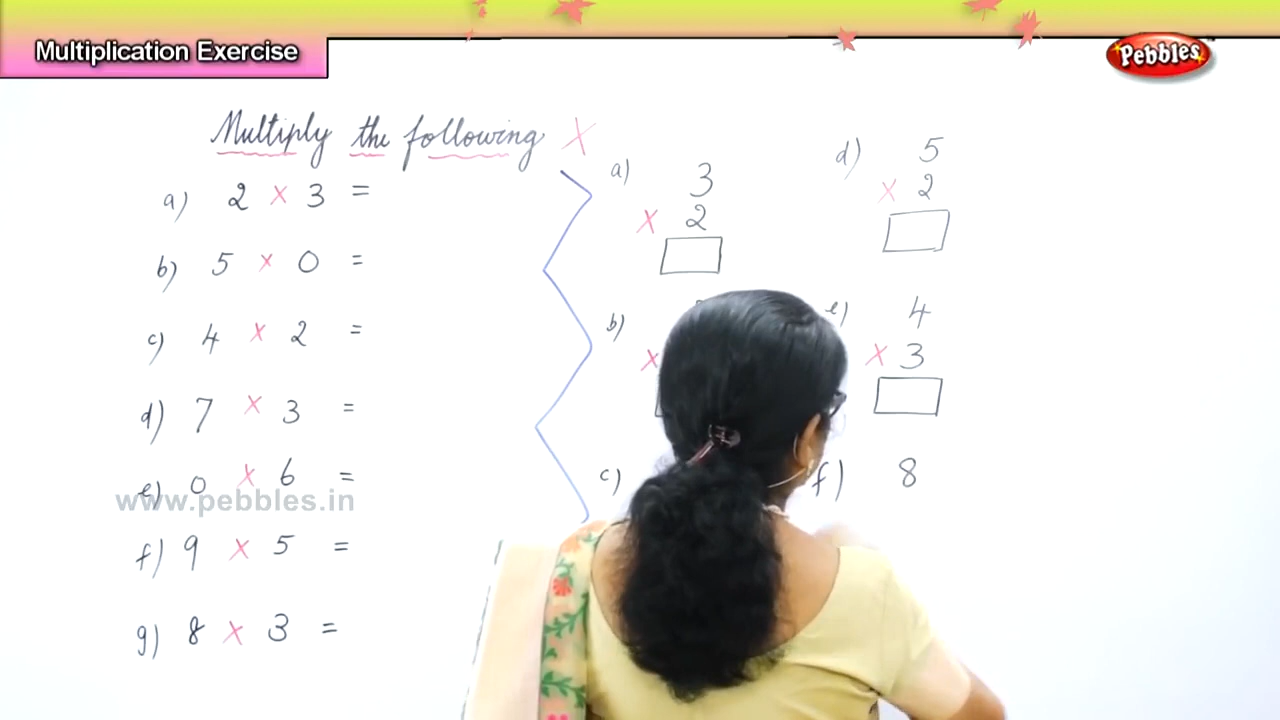 Multiplication Exercise
Pebbles
Multiply the following X
a) 2 x 3 =
b) 5 x 0 =
c) 4 x 2 =
d) 7 x 3 =
e) 0 x 6 =
www.pebbles.in
f) 9 x 5 =
g) 8 x 3 =
a) 3
x 2
b)
x
c)
d) 5
x 2
e) 4
x 3
f) 8